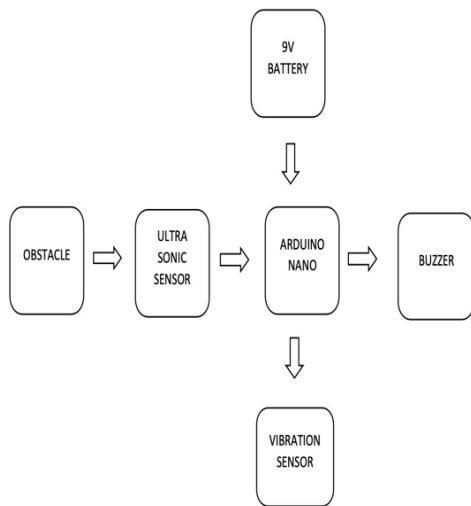 9V
BATTERY
OBSTACLE
ULTRA
SONIC
SENSOR
ARDUINO
NANO
BUZZER
VIBRATION
SENSOR